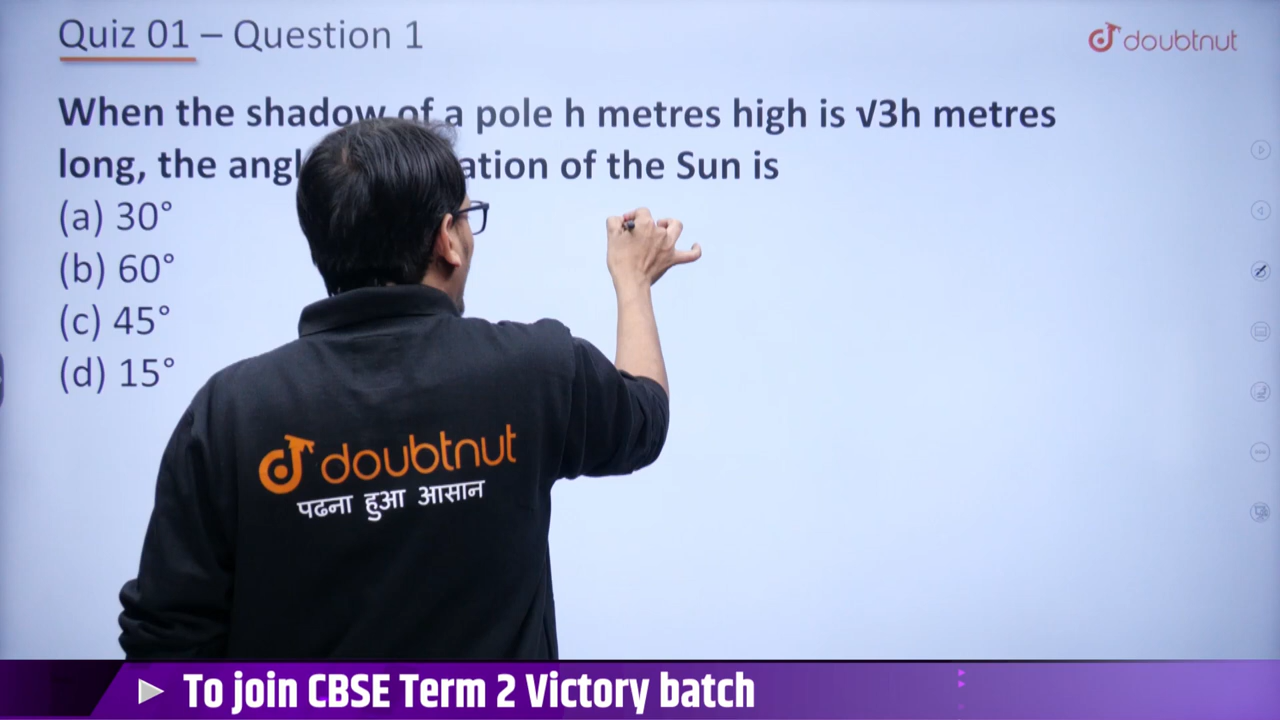 Quiz 01 – Question 1
doubtnut
When the shadow of a pole h metres high is √3h metres
long, the angl ation of the Sun is
(a) 30°
(b) 60°
(c) 45°
(d) 15°
doubtnut
पढना हुआ आसान
To join CBSE Term 2 Victory batch